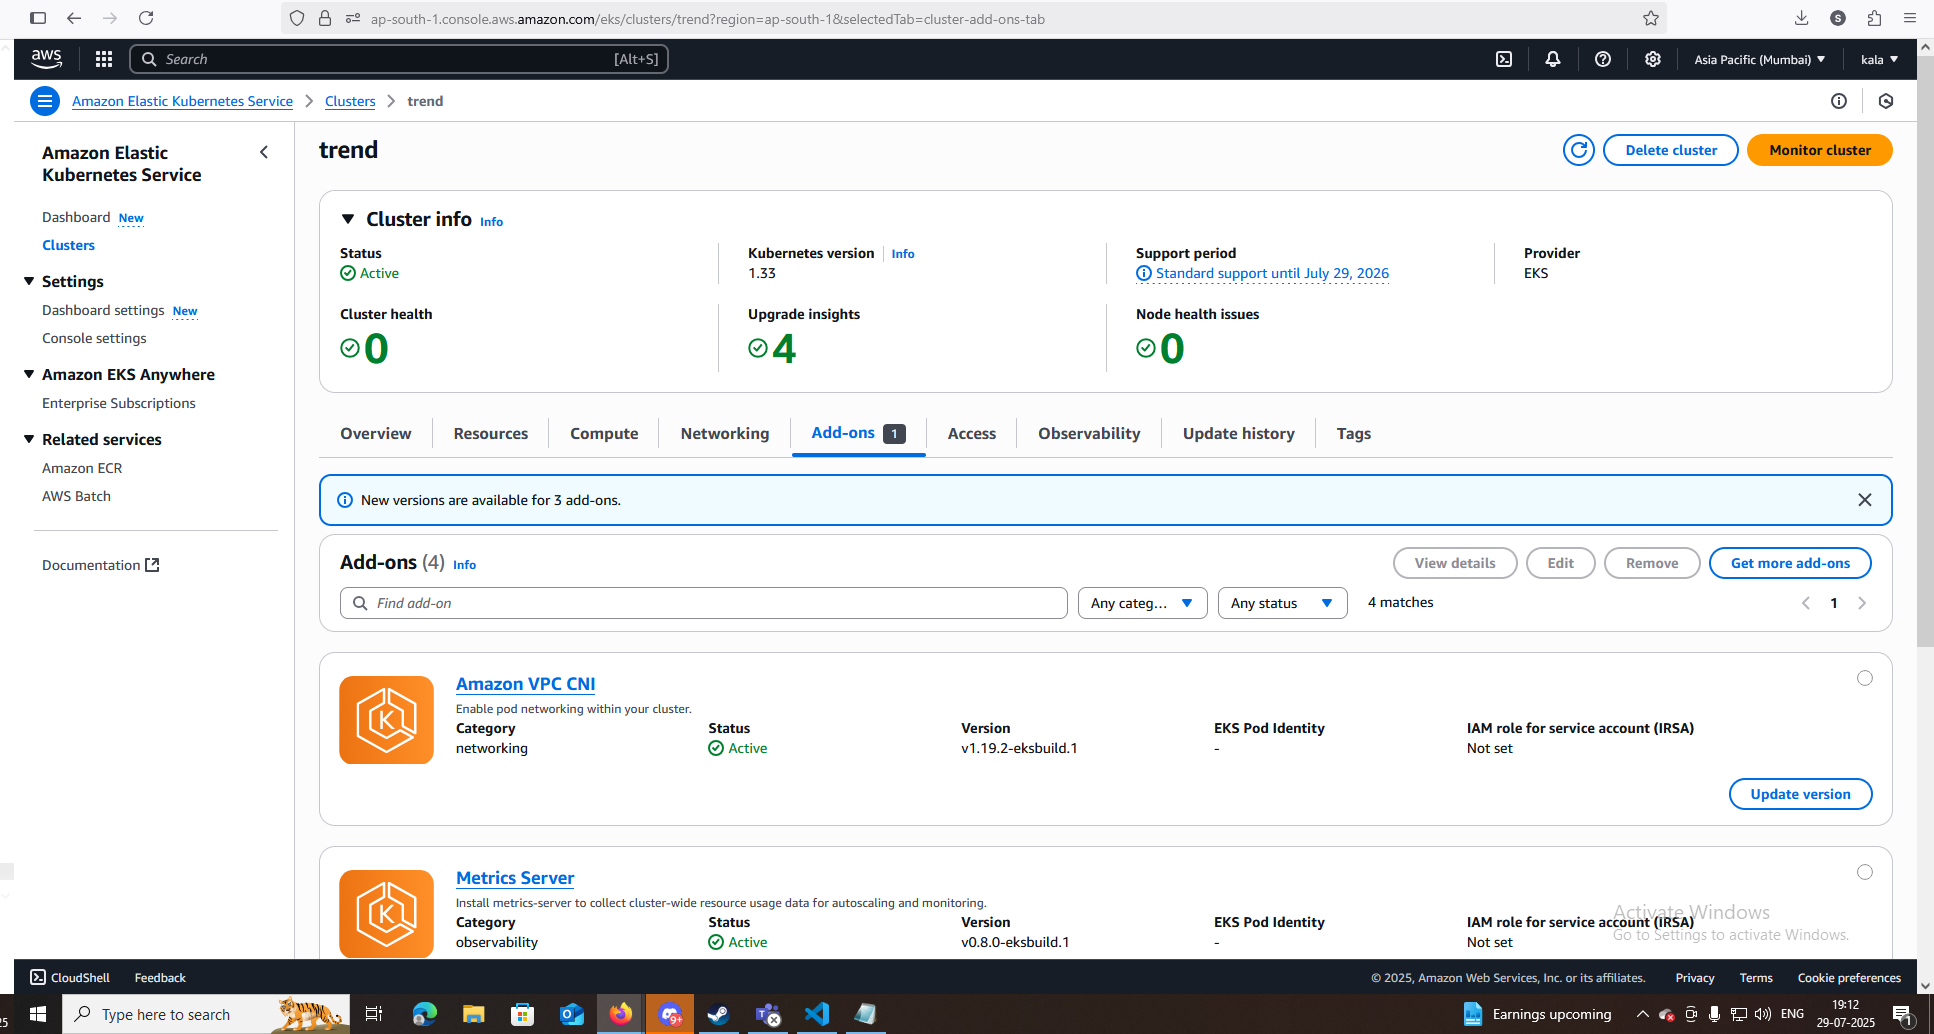 ap-south-1.console.aws.amazon.com/eks/clusters/trend?region=ap-south-1&selectedTab=cluster-add-ons-tab
S
aws
Search
[Alt+S]
Asia Pacific (Mumbai)
kala
Amazon Elastic Kubernetes Service
Clusters
trend
Amazon Elastic
Kubernetes Service
Dashboard New
Clusters
Settings
Dashboard settings New
Console settings
Amazon EKS Anywhere
Enterprise Subscriptions
Related services
Amazon ECR
AWS Batch
Documentation
trend
Delete cluster
Monitor cluster
Cluster info Info
Status
Active
Kubernetes version Info
1.33
Support period
Standard support until July 29, 2026
Provider
EKS
Cluster health
0
Upgrade insights
4
Node health issues
0
Overview
Resources
Compute
Networking
Add-ons 1
Access
Observability
Update history
Tags
New versions are available for 3 add-ons.
Add-ons (4) Info
View details
Edit
Remove
Get more add-ons
Find add-on
Any categ...
Any status
4 matches
1
K
Amazon VPC CNI
Enable pod networking within your cluster.
Category
networking
Status
Active
Version
v1.19.2-eksbuild.1
EKS Pod Identity
-
IAM role for service account (IRSA)
Not set
Update version
K
Metrics Server
Install metrics-server to collect cluster-wide resource usage data for autoscaling and monitoring.
Category
observability
Status
Active
Version
v0.8.0-eksbuild.1
EKS Pod Identity
-
IAM role for service account (IRSA)
Not set
Activate Windows
Go to Settings to activate Windows.
CloudShell
Feedback
© 2025, Amazon Web Services, Inc. or its affiliates.
Privacy
Terms
Cookie preferences
25
Type here to search
9+
Earnings upcoming
ENG
19:12
29-07-2025
1